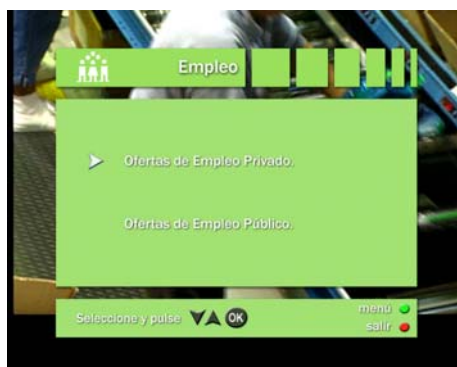 Empleo
Ofertas de Empleo Privado.
Ofertas de Empleo Público.
Seleccione y pulse OK
menú
salir